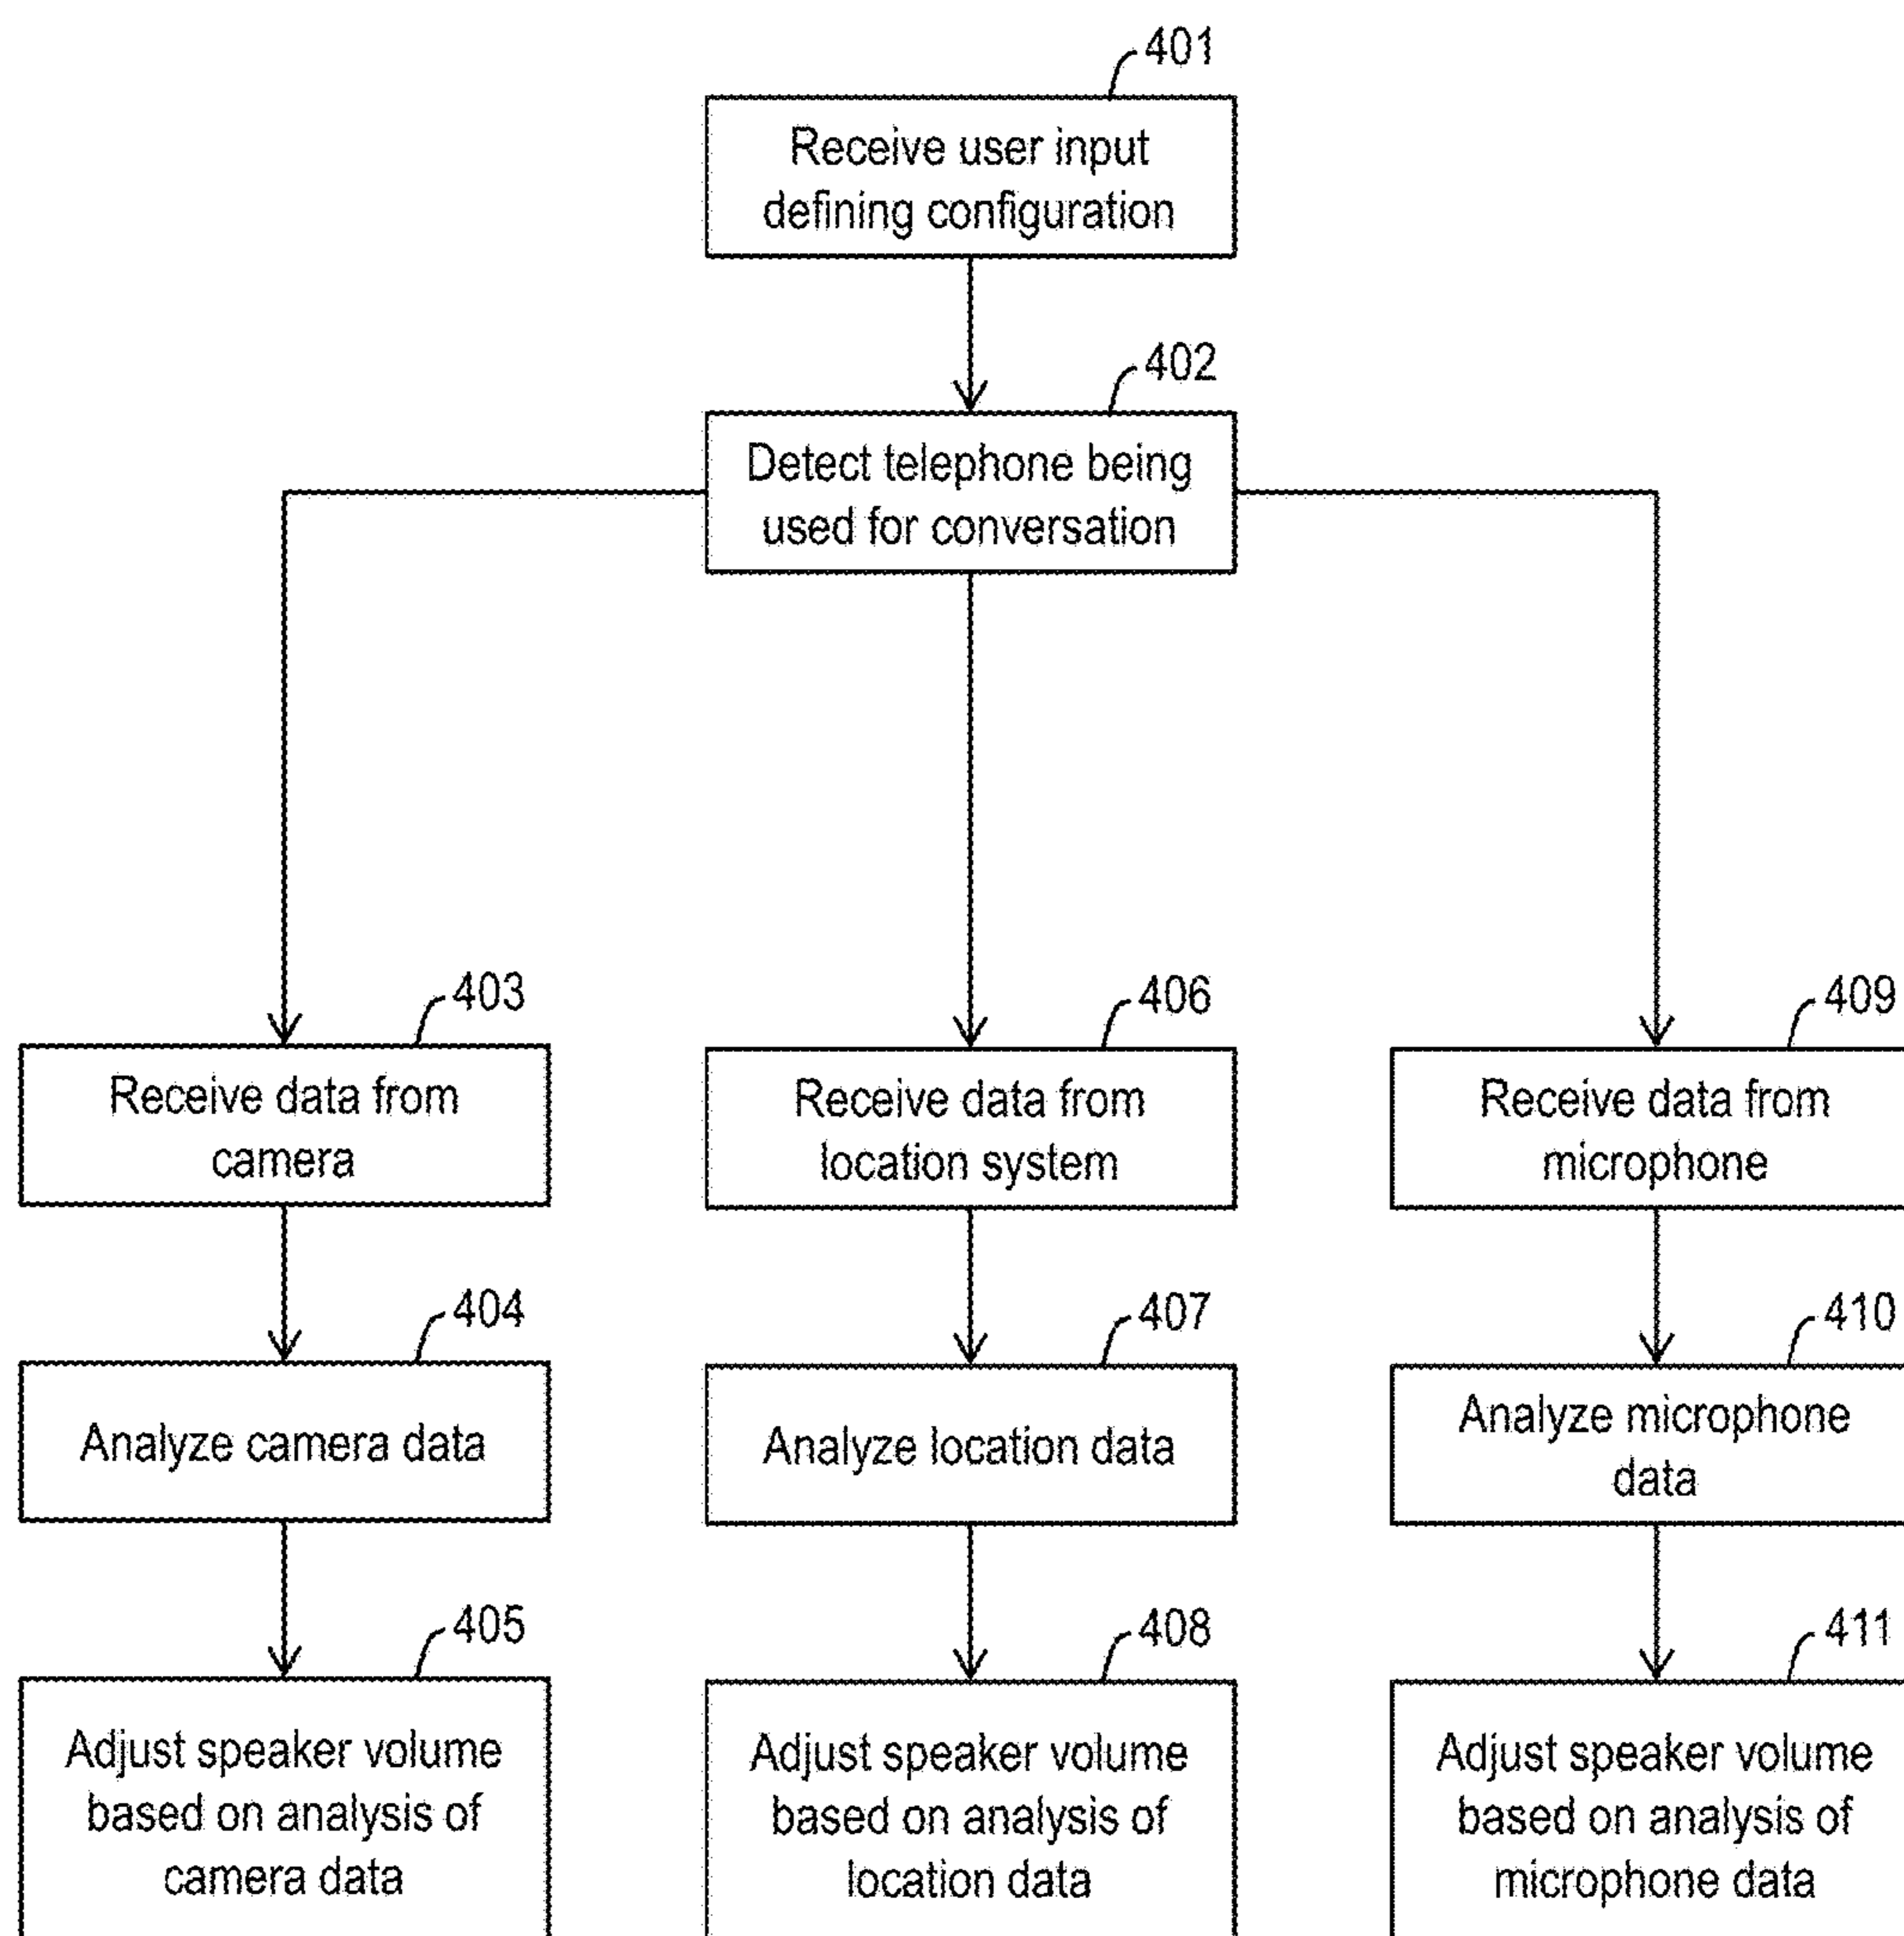 401
Receive user input
defining configuration
402
Detect telephone being
used for conversation
403
Receive data from
camera
404
Analyze camera data
405
Adjust speaker volume
based on analysis of
camera data
406
Receive data from
location system
407
Analyze location data
408
Adjust speaker volume
based on analysis of
location data
409
Receive data from
microphone
410
Analyze microphone
data
411
Adjust speaker volume
based on analysis of
microphone data